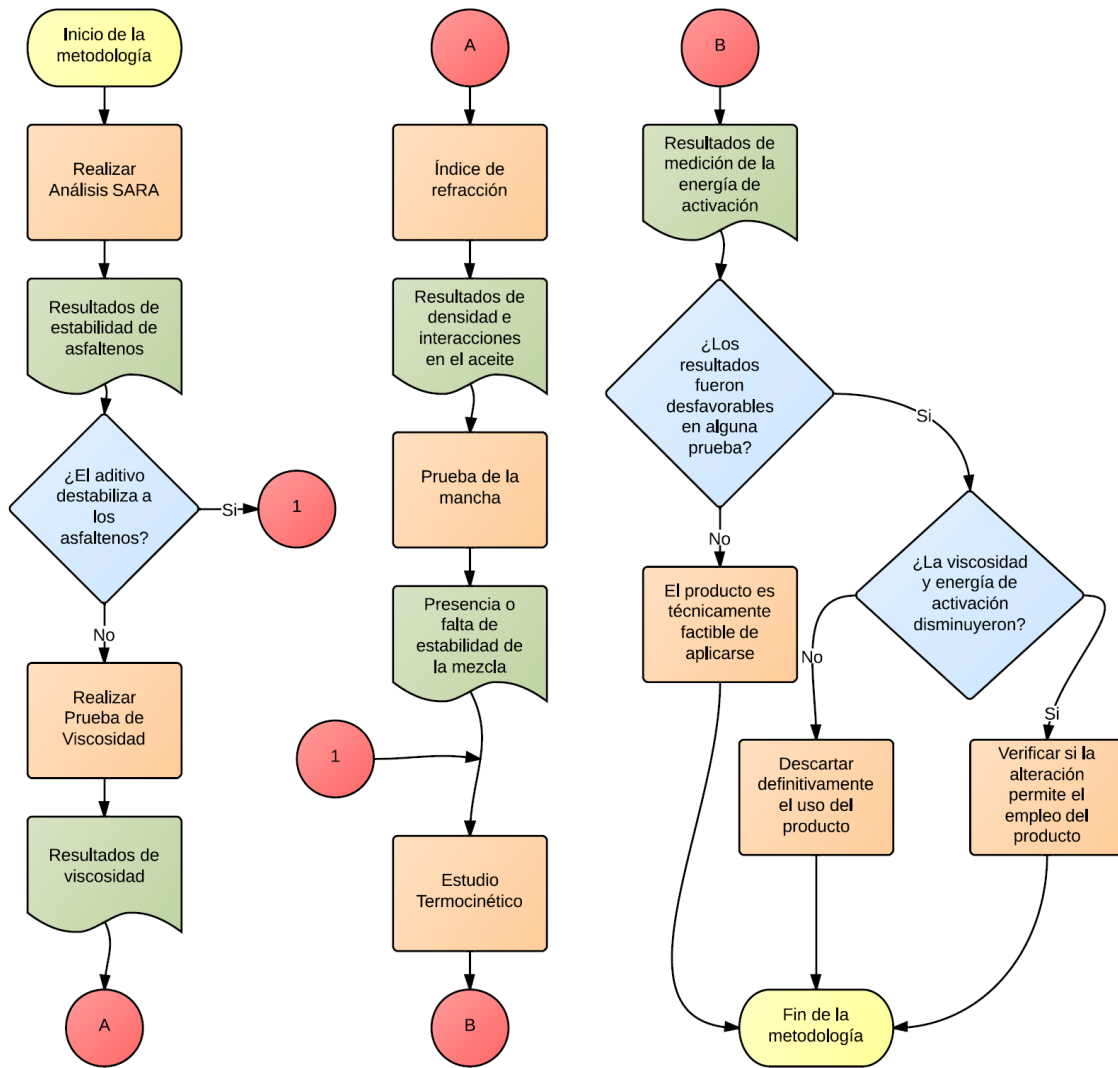 Inicio de la
metodología
Realizar
Análisis SARA
Resultados de
estabilidad de
asfaltenos
¿El aditivo
destabiliza a
los
asfaltenos?
Si
1
No
Realizar
Prueba de
Viscosidad
Resultados de
viscosidad
A
A
Índice de
refracción
Resultados de
densidad e
interacciones
en el aceite
Prueba de la
mancha
Presencia o
falta de
estabilidad de
la mezcla
1
Estudio
Termocinético
B
B
Resultados de
medición de la
energía de
activación
¿Los
resultados
fueron
desfavorables
en alguna
prueba?
Si
No
El producto es
técnicamente
factible de
aplicarse
¿La viscosidad
y energía de
activación
disminuyeron?
No
Si
Descartar
definitivamente
el uso del
producto
Verificar si la
alteración
permite el
empleo del
producto
Fin de la
metodología